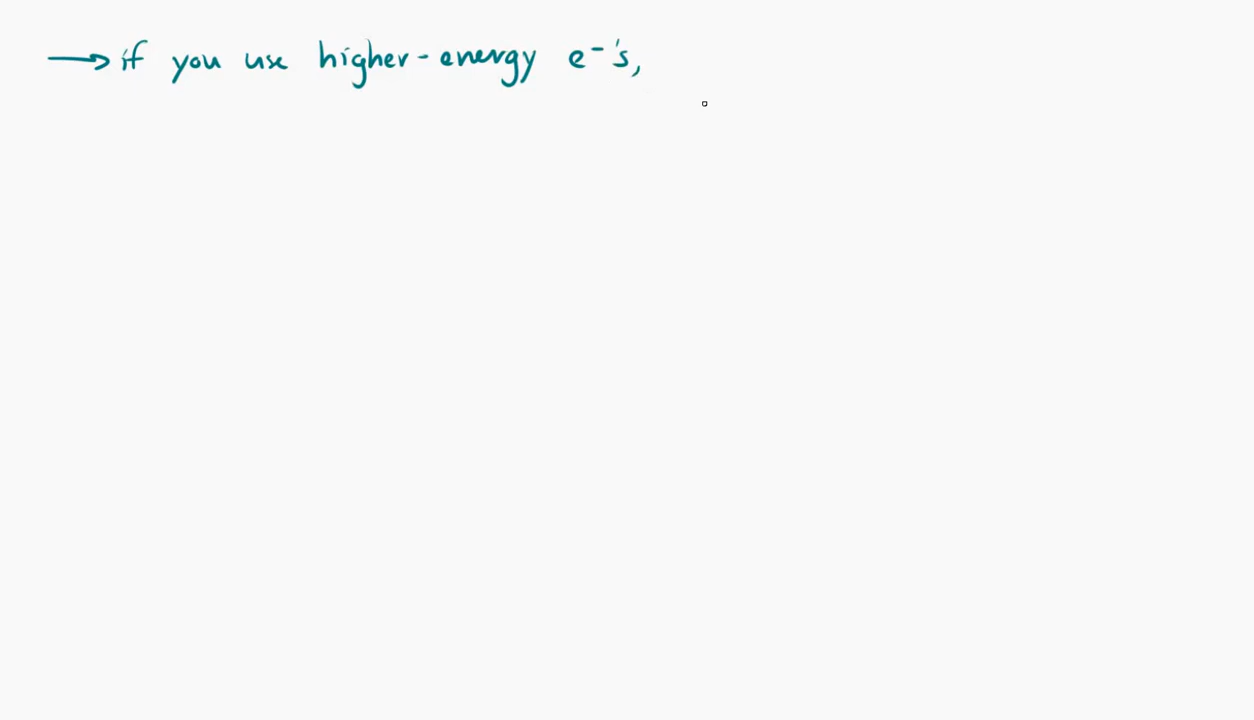 → if you use higher-energy e⁻'s,